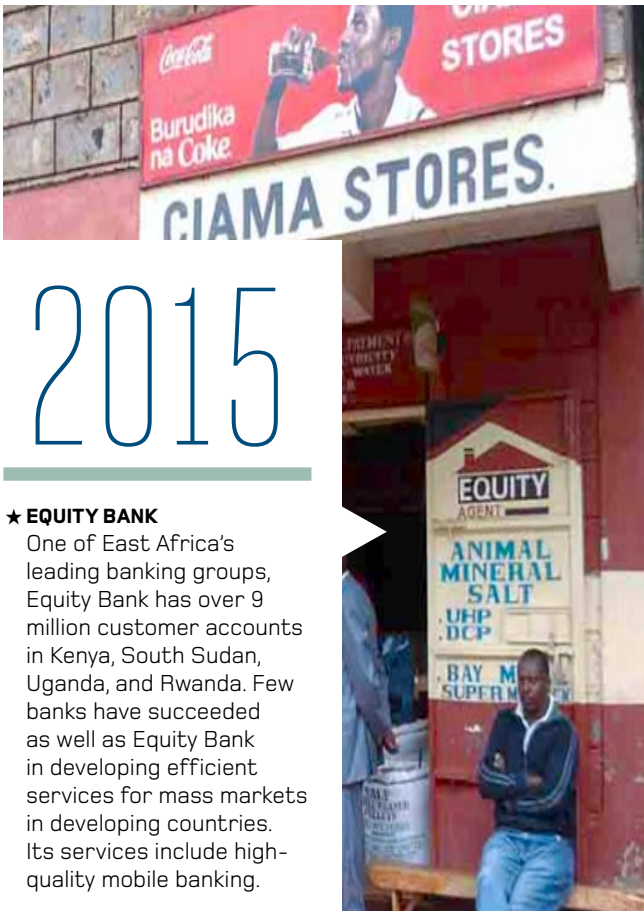 Coca-Cola
STORES
Burudika
na Coke
CIAMA STORES.
WATER
EQUITY
AGENT
ANIMAL
MINERAL
SALT
.UHP
.DCP
.BAY
SUPER
2015
★ EQUITY BANK
One of East Africa’s
leading banking groups,
Equity Bank has over 9
million customer accounts
in Kenya, South Sudan,
Uganda, and Rwanda. Few
banks have succeeded
as well as Equity Bank
in developing efficient
services for mass markets
in developing countries.
Its services include high-
quality mobile banking.